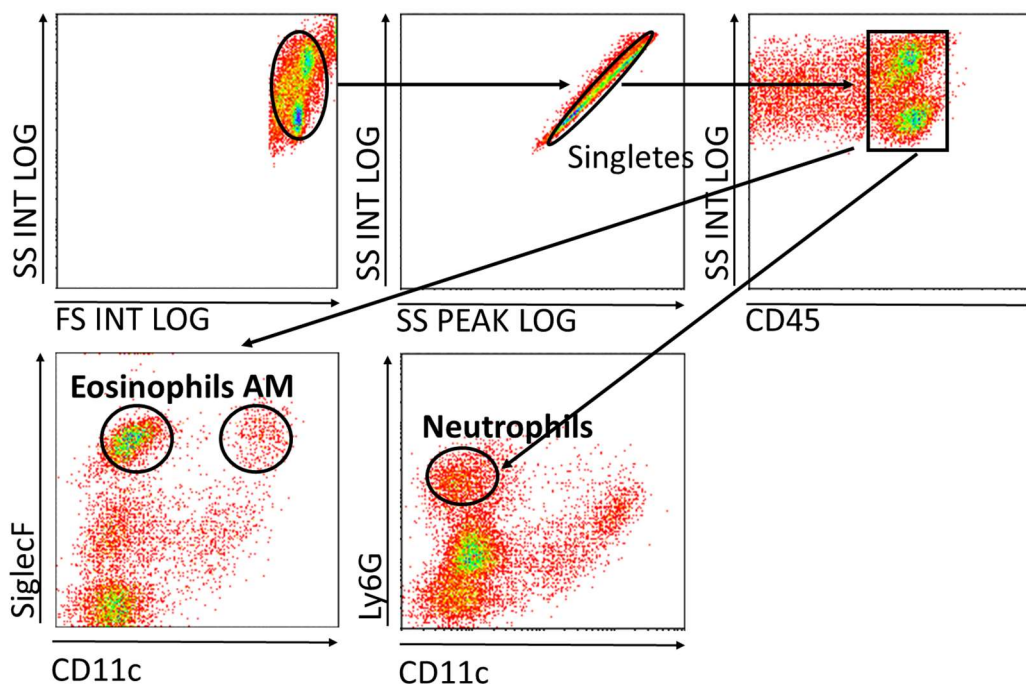 SS INT LOG
FS INT LOG
SS INT LOG
Singletes
SS PEAK LOG
SS INT LOG
CD45
Eosinophils AM
SiglecF
CD11c
Neutrophils
Ly6G
CD11c